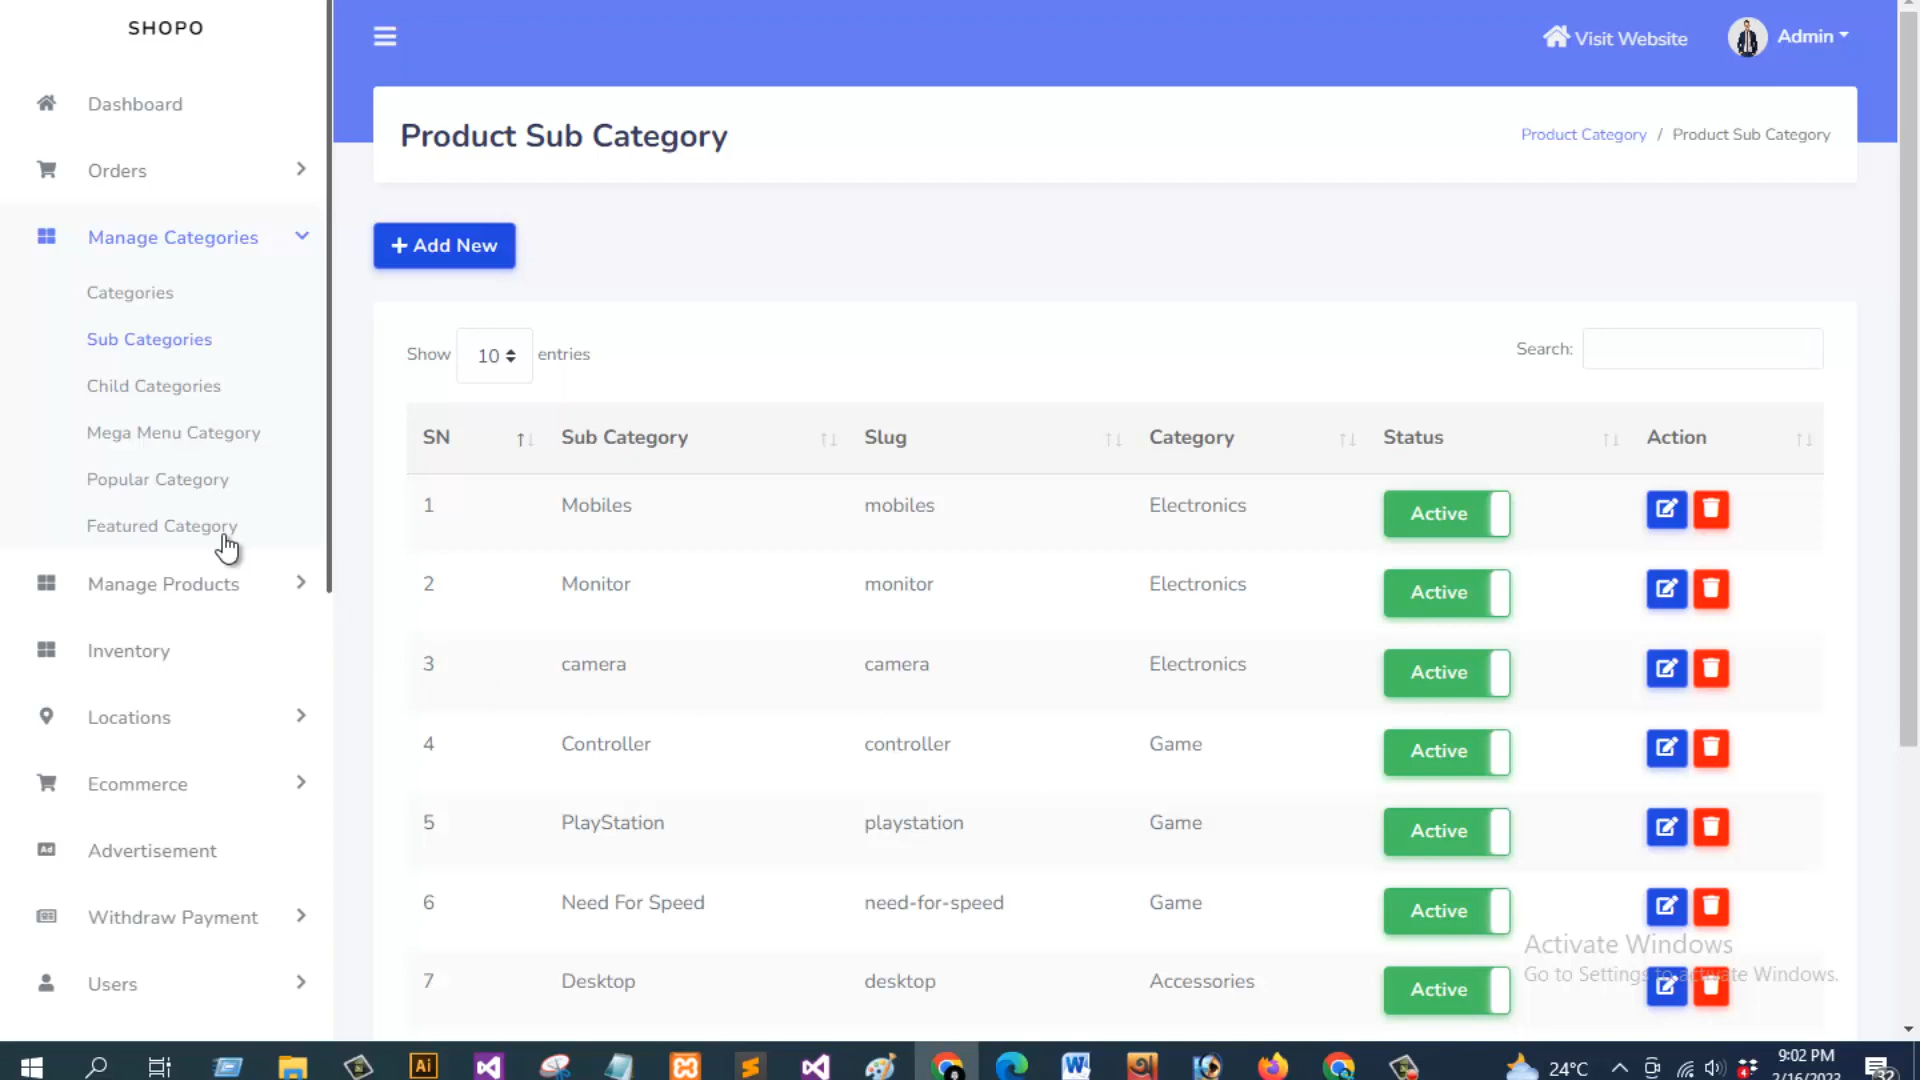 SHOPO
Visit Website
Admin
Dashboard
Orders
Manage Categories
Categories
Sub Categories
Child Categories
Mega Menu Category
Popular Category
Featured Category
Manage Products
Inventory
Locations
Ecommerce
Advertisement
Withdraw Payment
Users
Product Sub Category
Product Category / Product Sub Category
+ Add New
Show 10 entries
Search:
SN Sub Category Slug Category Status Action
1 Mobiles mobiles Electronics Active
2 Monitor monitor Electronics Active
3 camera camera Electronics Active
4 Controller controller Game Active
5 PlayStation playstation Game Active
6 Need For Speed need-for-speed Game Active
7 Desktop desktop Accessories Active
Activate Windows
Go to Settings to activate Windows.
24°C
9:02 PM
2/16/2023